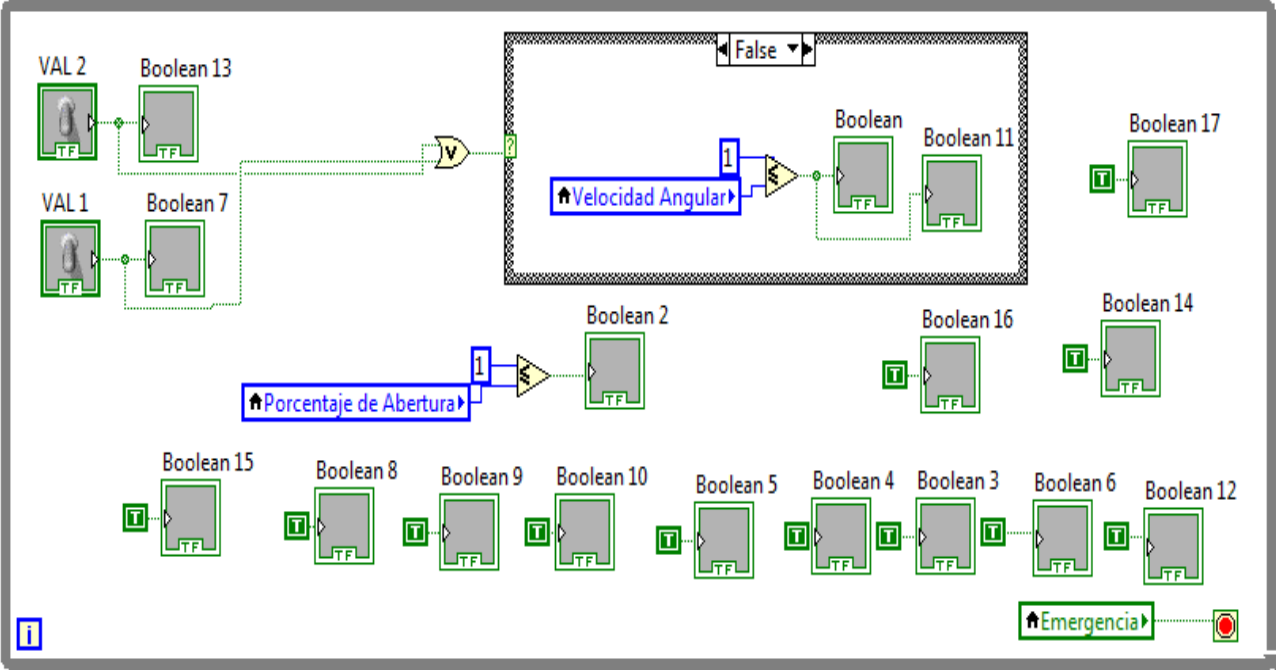 False
VAL 2
Boolean 13
TF
TF
V
?
Boolean
Boolean 11
1
Velocidad Angular
TF
TF
Boolean 17
T
TF
VAL 1
Boolean 7
TF
TF
Boolean 2
1
Porcentaje de Abertura
TF
Boolean 16
T
TF
Boolean 14
T
TF
Boolean 15
T
TF
Boolean 8
T
TF
Boolean 9
T
TF
Boolean 10
T
TF
Boolean 5
T
TF
Boolean 4
T
TF
Boolean 3
T
TF
Boolean 6
T
TF
Boolean 12
T
TF
Emergencia
i